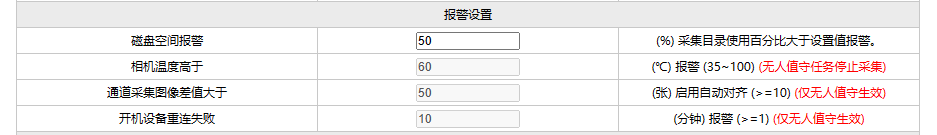 报警设置
磁盘空间报警 50 (%) 采集目录使用百分比大于设置值报警。
相机温度高于 60 (℃) 报警 (35~100) (无人值守任务停止采集)
通道采集图像差值大于 50 (张) 启用自动对齐 (>=10) (仅无人值守生效)
开机设备重连失败 10 (分钟) 报警 (>=1) (仅无人值守生效)